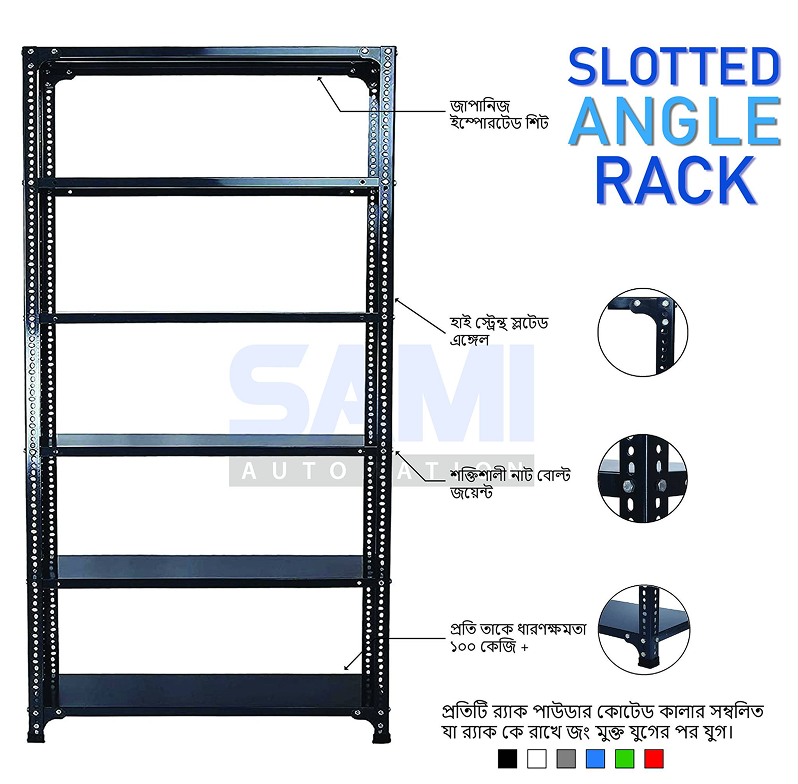 SLOTTED
ANGLE
RACK
জাপানিজ
ইম্পোরটেড শিট
হাই স্ট্রেন্থ স্লটেড
এঙ্গেল
SAMI
AUTOMATION
শক্তিশালী নাট বোল্ট
জয়েন্ট
প্রতি তাকে ধারণক্ষমতা
১০০ কেজি +
প্রতিটি র‍্যাক পাউডার কোটেড কালার সম্বলিত
যা র‍্যাক কে রাখে জং মুক্ত যুগের পর যুগ।